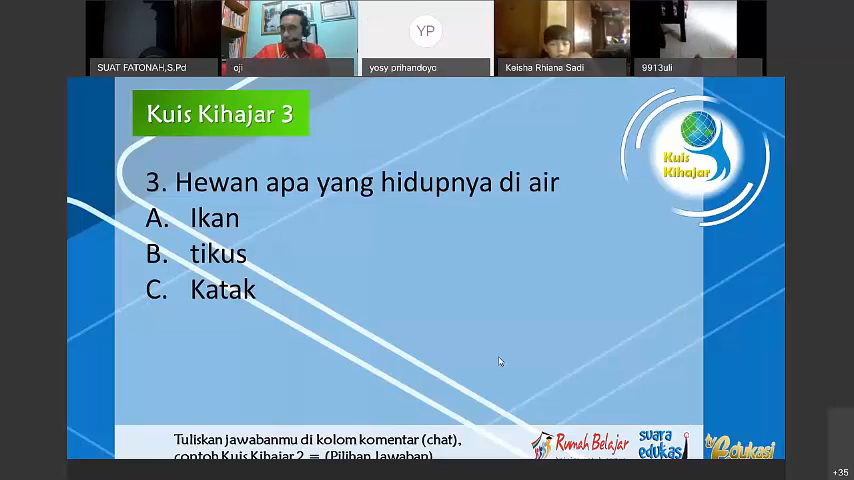 YP
SUAT FATONAH,S.Pd
oji
yosy prihandoyo
Keisha Rhiana Sadi
9913uli
Kuis Kihajar 3
Kuis
Kihajar
3. Hewan apa yang hidupnya di air
A. Ikan
B. tikus
C. Katak
Tuliskan jawabanmu di kolom komentar (chat),
contoh Kuis Kihajar 2 = (Pilihan Jawaban)
Rumah Belajar
suara
edukasi
tv Edukasi
+35